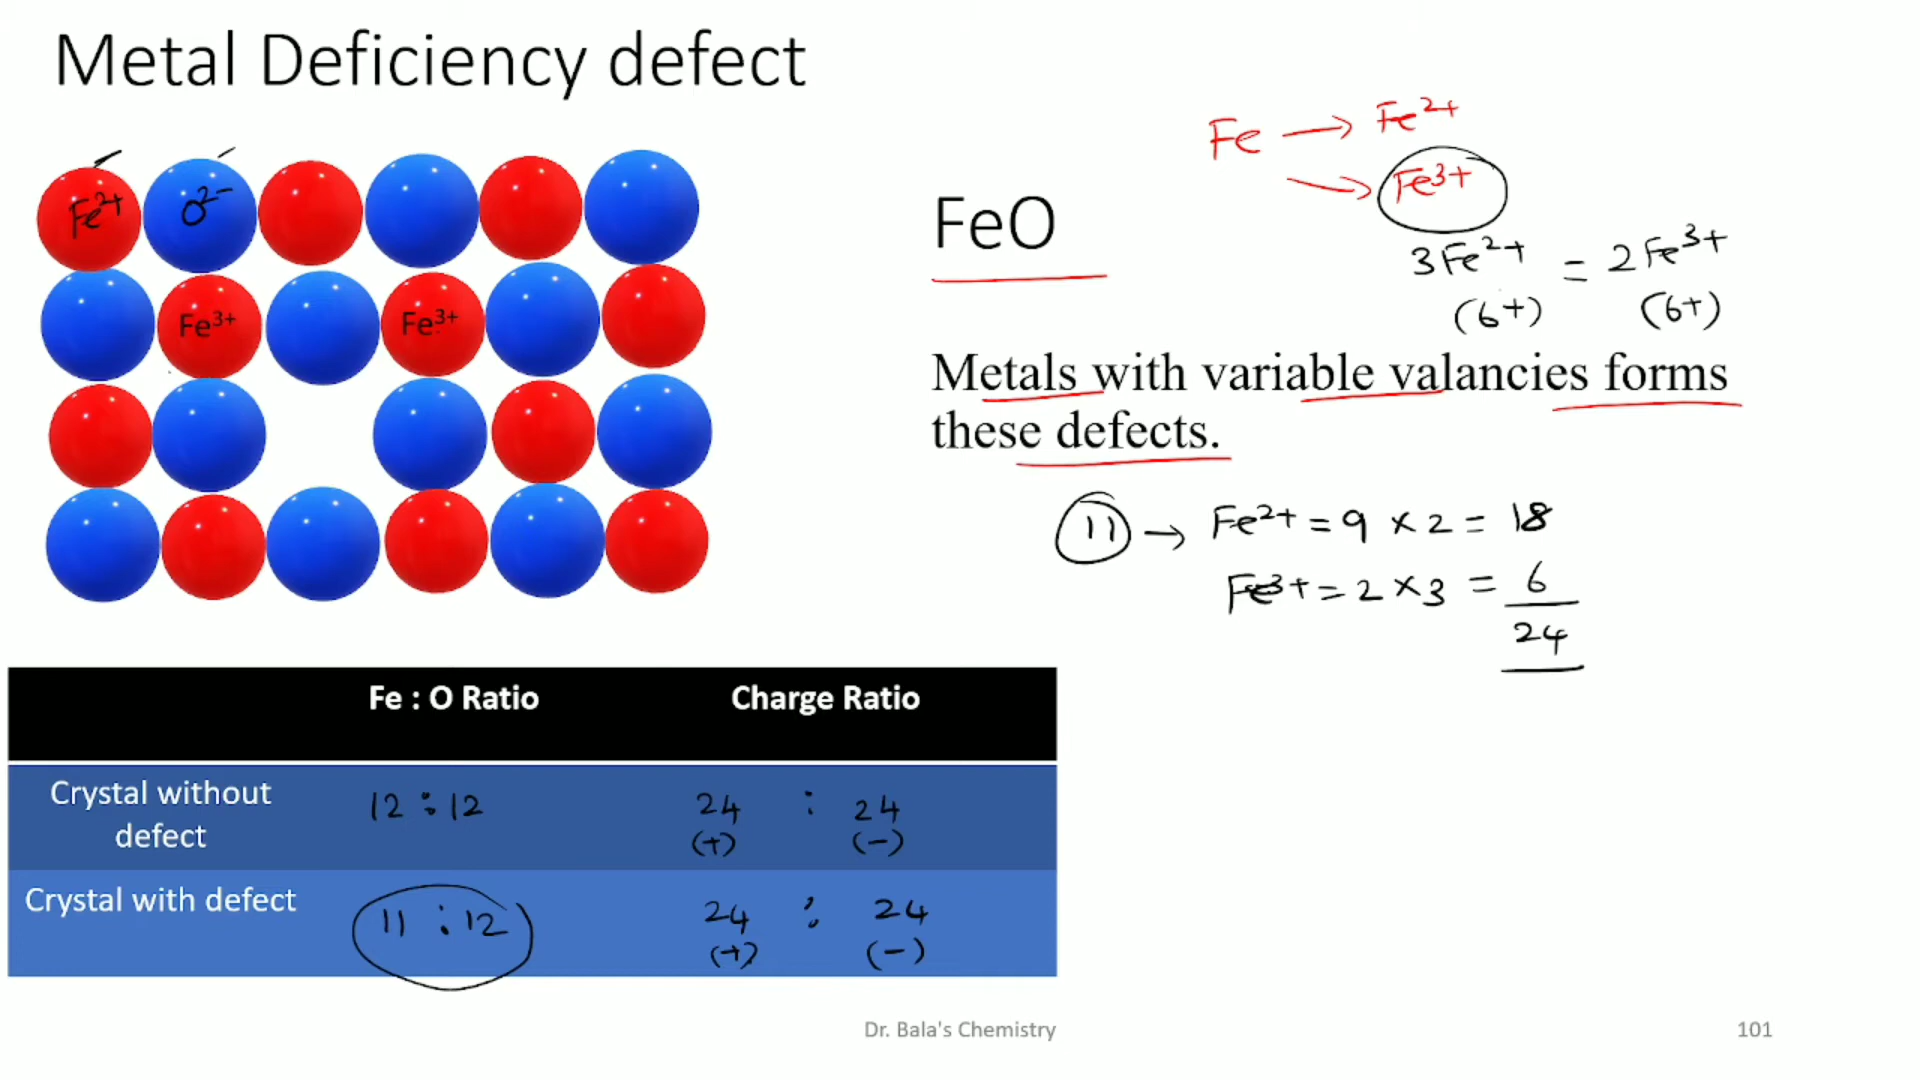 Metal Deficiency defect
Fe → Fe²⁺
→ Fe³⁺
Fe²⁺ O²⁻
FeO
3Fe²⁺ = 2Fe³⁺
(6+) (6+)
Fe³⁺ Fe³⁺
Metals with variable valancies forms
these defects.
11 → Fe²⁺ = 9 × 2 = 18
Fe³⁺ = 2 × 3 = 6
24
Fe : O Ratio Charge Ratio
Crystal without
defect
12 : 12 24 : 24
(+) (-)
Crystal with defect 11 : 12 24 : 24
(+) (-)
Dr. Bala's Chemistry 101